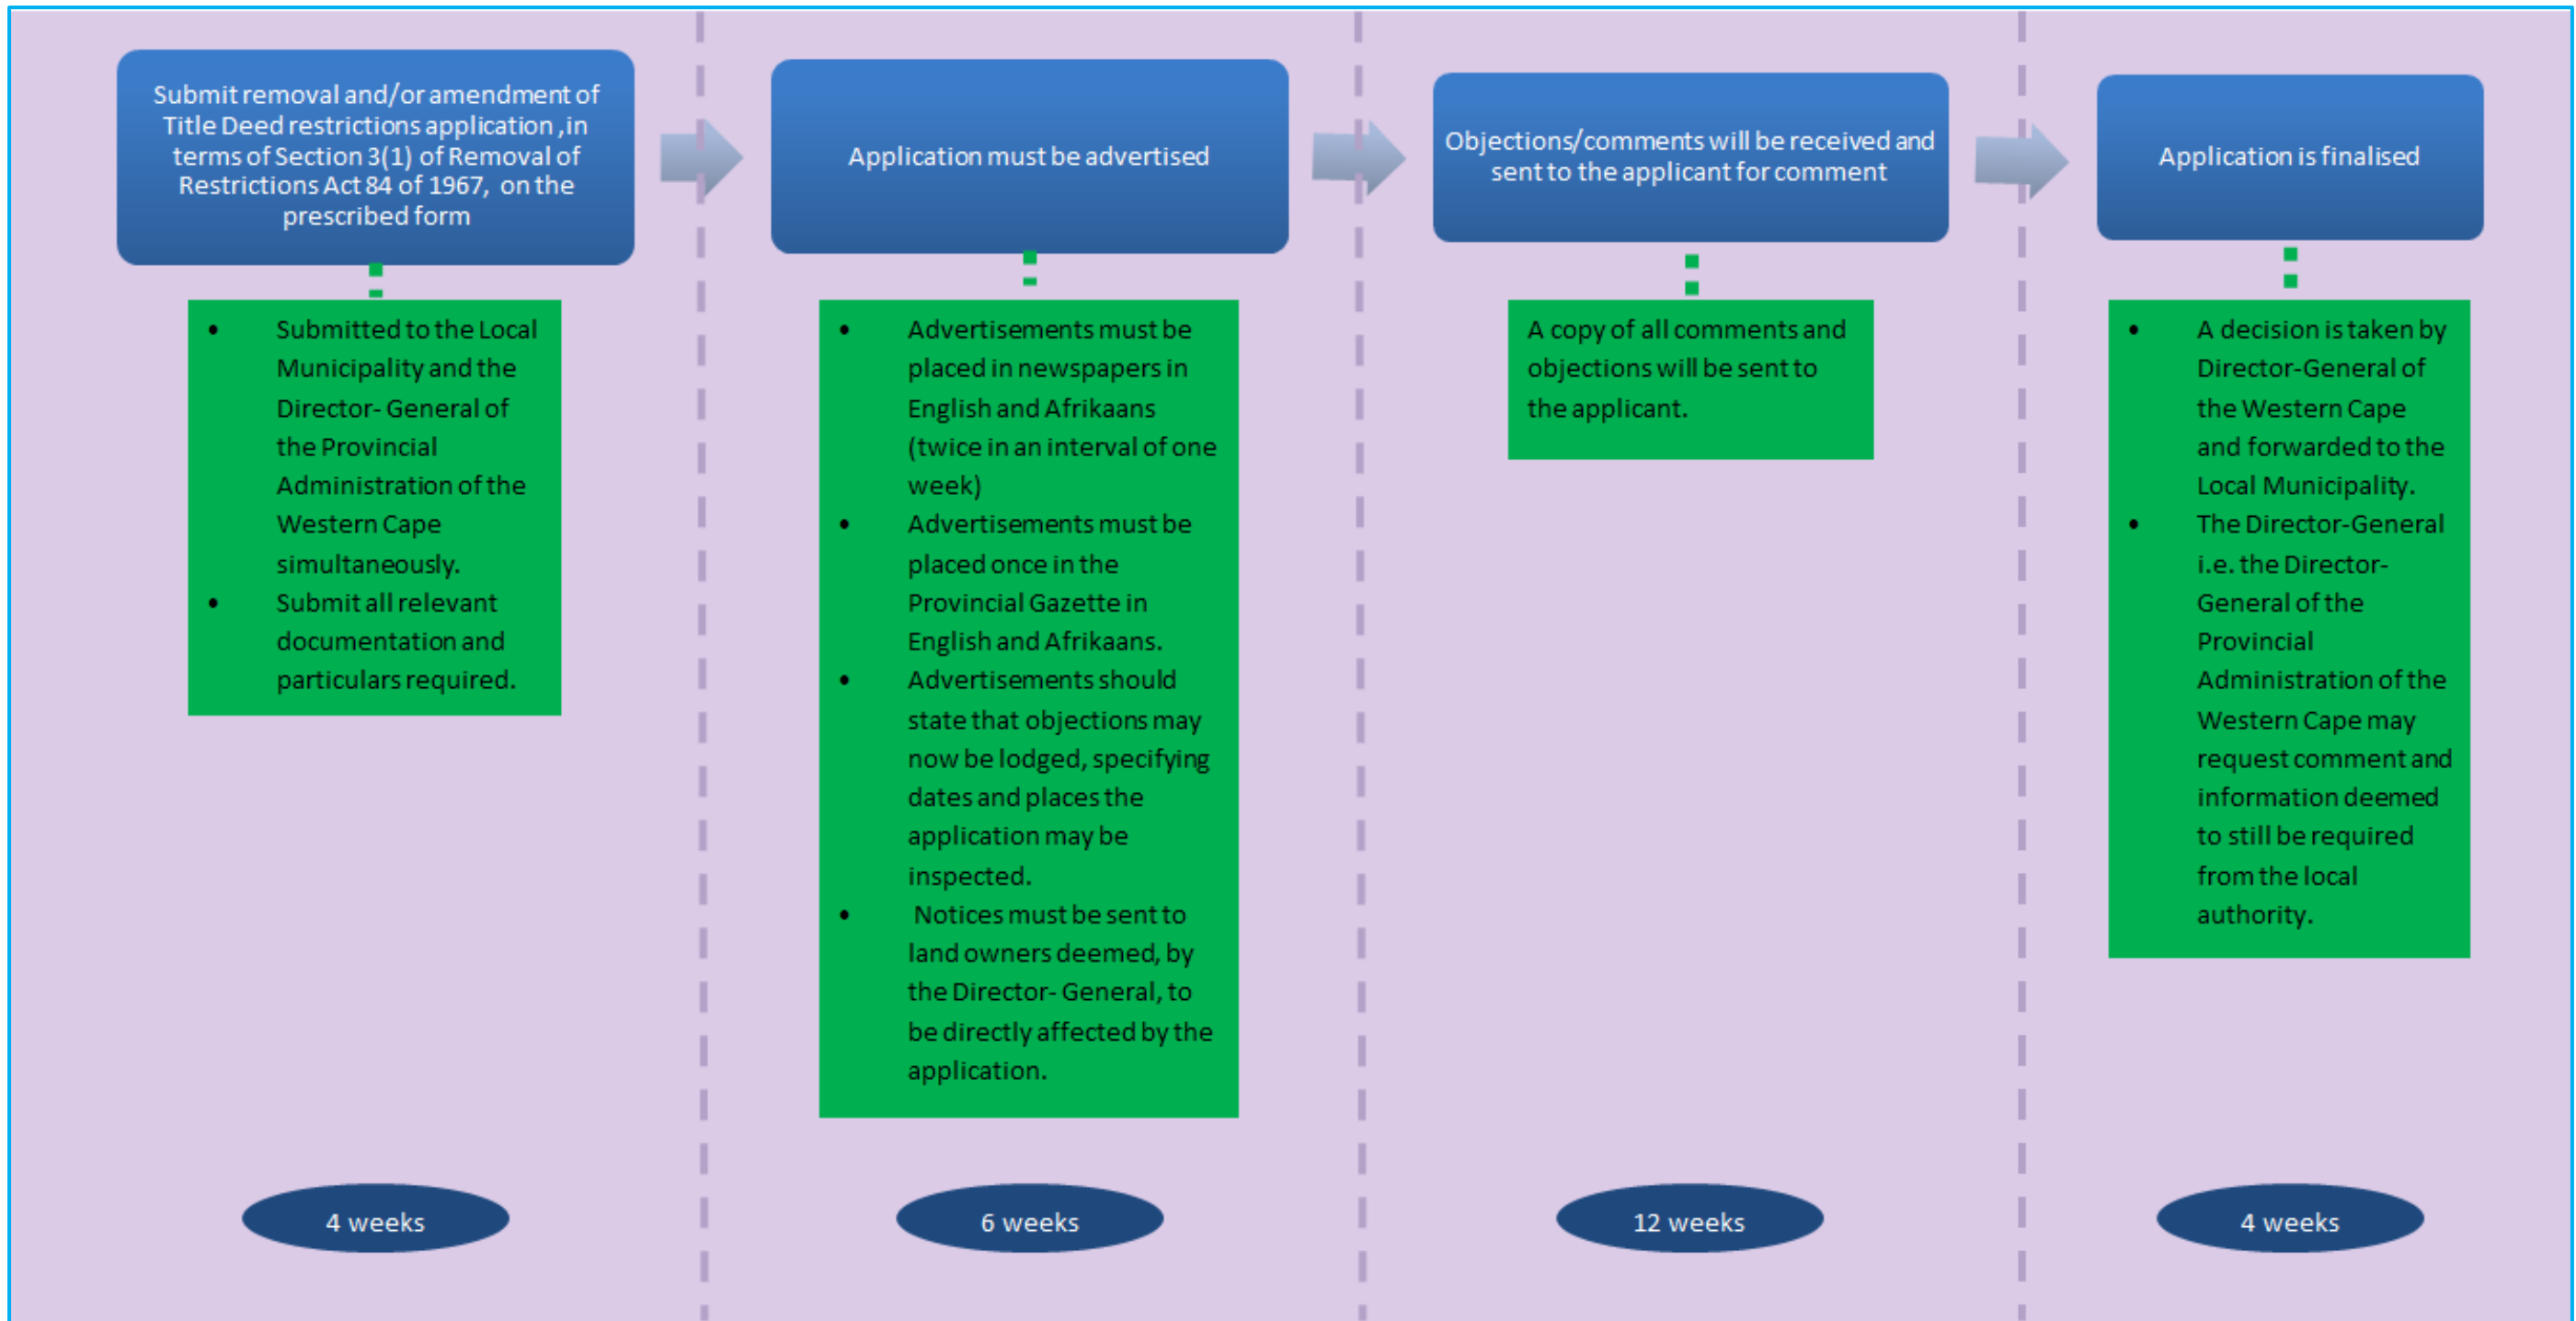 Submit removal and/or amendment of
Title Deed restrictions application ,in
terms of Section 3(1) of Removal of
Restrictions Act 84 of 1967, on the
prescribed form
• Submitted to the Local
Municipality and the
Director- General of
the Provincial
Administration of the
Western Cape
simultaneously.
• Submit all relevant
documentation and
particulars required.
4 weeks
Application must be advertised
• Advertisements must be
placed in newspapers in
English and Afrikaans
(twice in an interval of one
week)
• Advertisements must be
placed once in the
Provincial Gazette in
English and Afrikaans.
• Advertisements should
state that objections may
now be lodged, specifying
dates and places the
application may be
inspected.
• Notices must be sent to
land owners deemed, by
the Director- General, to
be directly affected by the
application.
6 weeks
Objections/comments will be received and
sent to the applicant for comment
A copy of all comments and
objections will be sent to
the applicant.
12 weeks
Application is finalised
• A decision is taken by
Director-General of
the Western Cape
and forwarded to the
Local Municipality.
• The Director-General
i.e. the Director-
General of the
Provincial
Administration of the
Western Cape may
request comment and
information deemed
to still be required
from the local
authority.
4 weeks